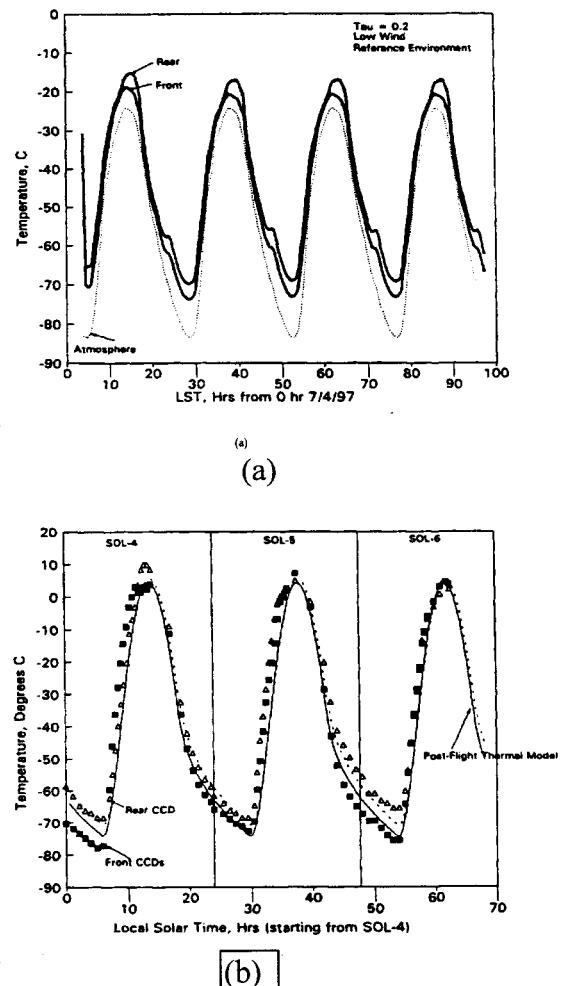 Tau = 0.2
Low Wind
Reference Environment
Rear
Front
Atmosphere
Temperature, C
0
-10
-20
-30
-40
-50
-60
-70
-80
-90
0 10 20 30 40 50 60 70 80 90 100
LST, Hrs from 0 hr 7/4/97
(a)
(a)
SOL-4 SOL-5 SOL-6
Temperature, Degrees C
20
10
0
-10
-20
-30
-40
-50
-60
-70
-80
-90
Post-Flight Thermal Model
Rear CCD
Front CCDs
0 10 20 30 40 50 60 70
Local Solar Time, Hrs (starting from SOL-4)
(b)